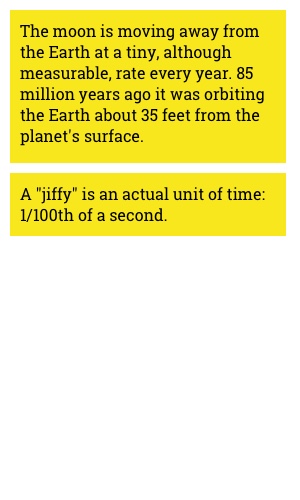 The moon is moving away from
the Earth at a tiny, although
measurable, rate every year. 85
million years ago it was orbiting
the Earth about 35 feet from the
planet's surface.
A "jiffy" is an actual unit of time:
1/100th of a second.